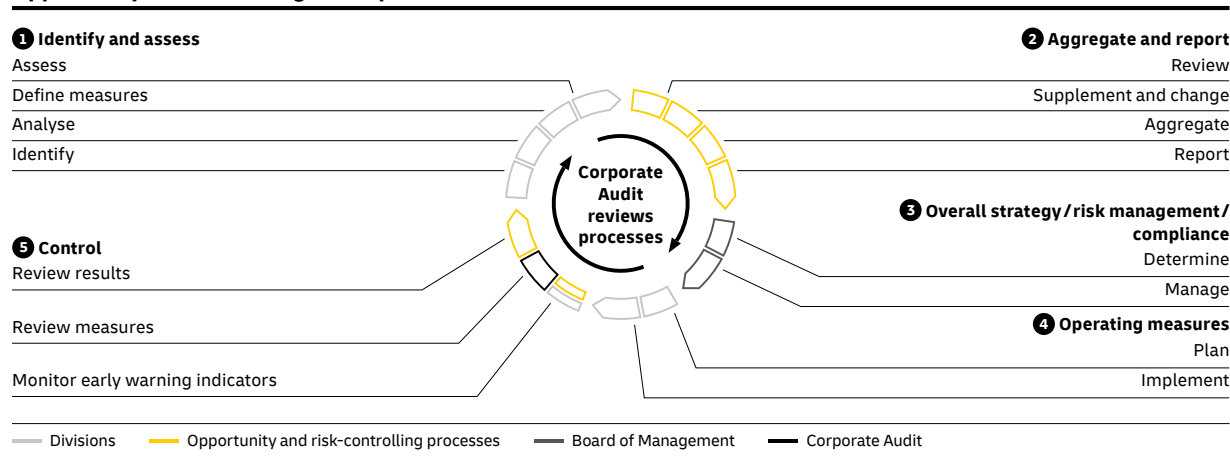 1 Identify and assess
Assess
Define measures
Analyse
Identify
2 Aggregate and report
Review
Supplement and change
Aggregate
Report
Corporate
Audit
reviews
processes
3 Overall strategy/risk management/
compliance
Determine
Manage
4 Operating measures
Plan
Implement
5 Control
Review results
Review measures
Monitor early warning indicators
Divisions
Opportunity and risk-controlling processes
Board of Management
Corporate Audit